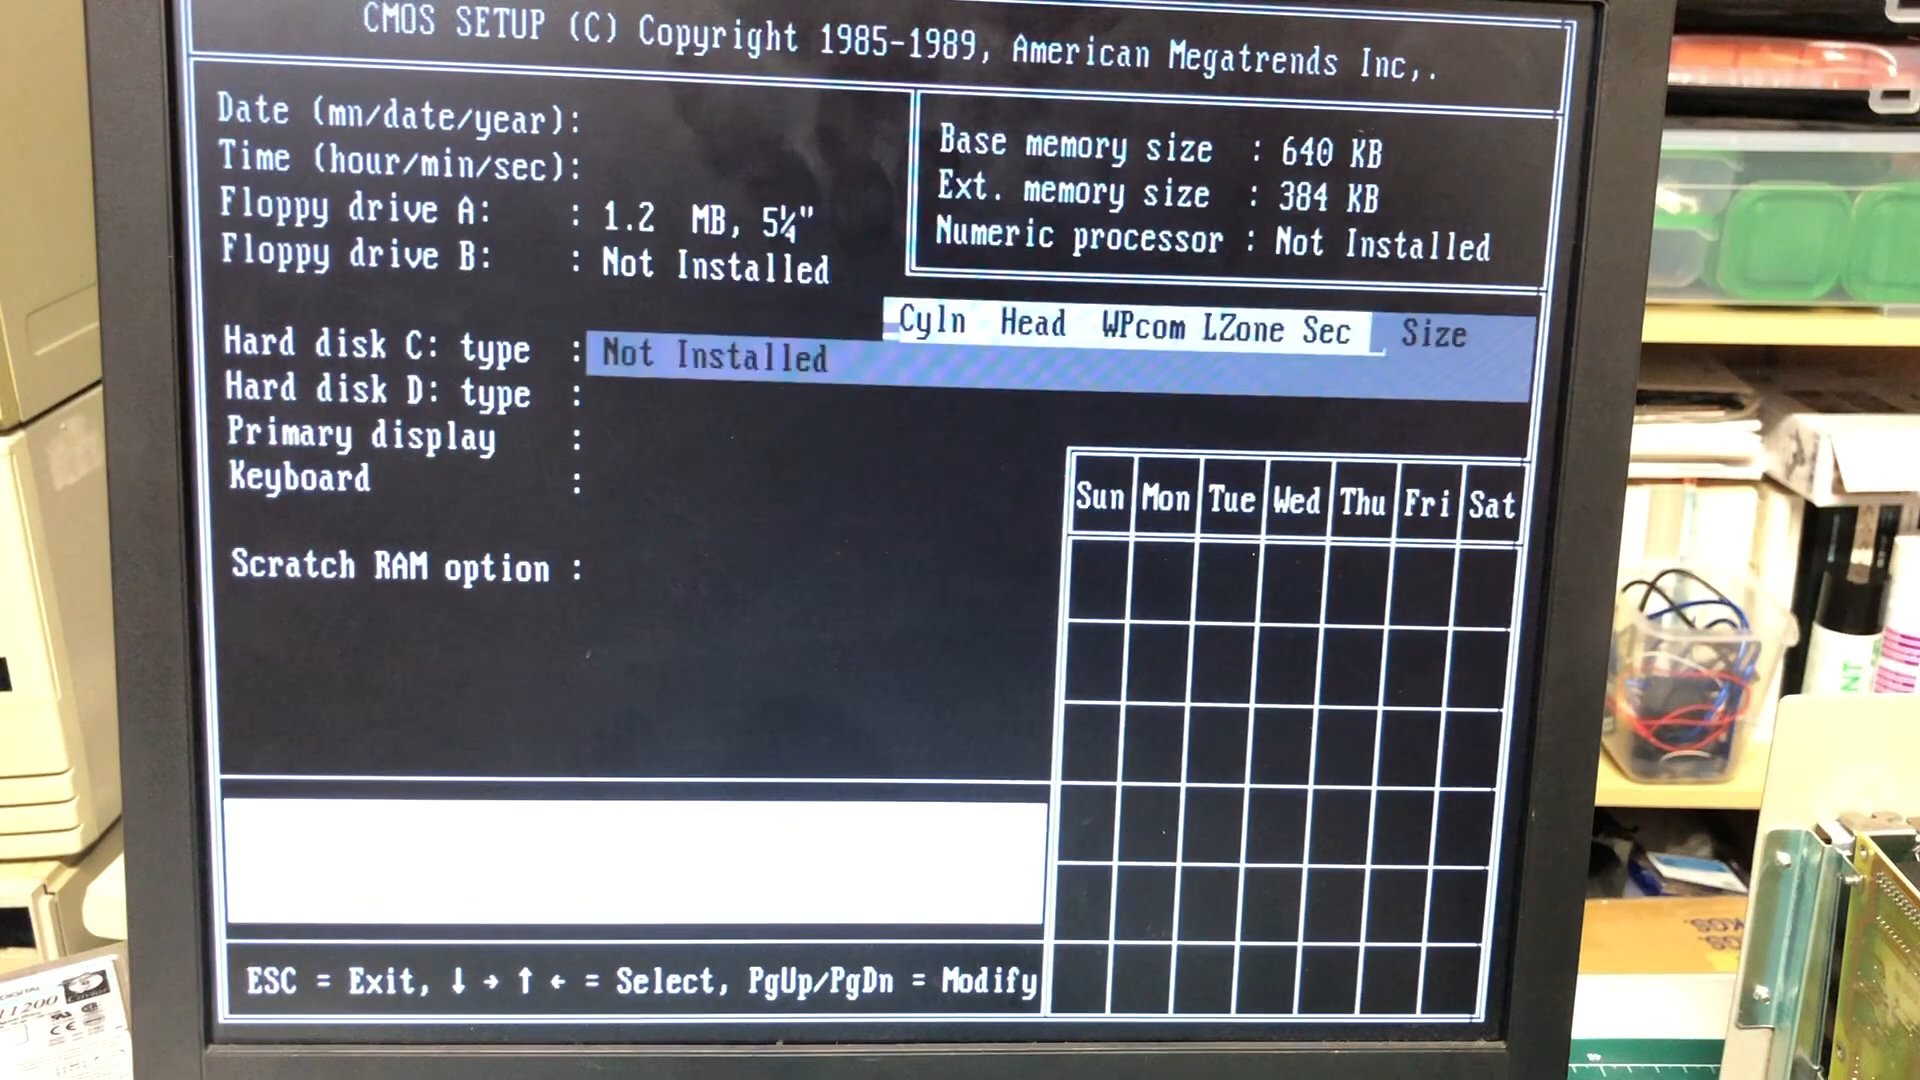 CMOS SETUP (C) Copyright 1985-1989, American Megatrends Inc,.
Date (mn/date/year):
Time (hour/min/sec):
Floppy drive A: : 1.2 MB, 5¼"
Floppy drive B: : Not Installed
Base memory size : 640 KB
Ext. memory size : 384 KB
Numeric processor : Not Installed
Cyln Head WPcom LZone Sec Size
Hard disk C: type : Not Installed
Hard disk D: type :
Primary display :
Keyboard :
Scratch RAM option :
Sun Mon Tue Wed Thu Fri Sat
ESC = Exit, ↓ → ↑ ← = Select, PgUp/PgDn = Modify